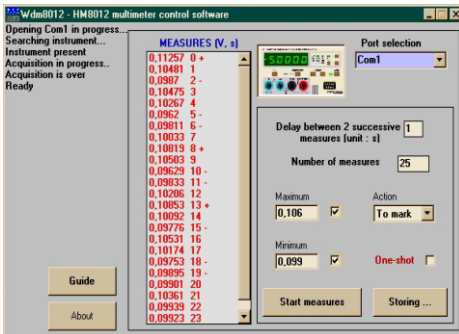 Wdm8012 - HM8012 multimeter control software
Opening Com1 in progress...
Searching instrument...
Instrument present
Acquisition in progress..
Acquisition is over
Ready
MEASURES (V, s)
0,11257 0 +
0,10481 1
0,0987 2 -
0,10475 3
0,10267 4
0,0962 5 -
0,09811 6 -
0,10033 7
0,10819 8 +
0,10503 9
0,09629 10 -
0,09833 11 -
0,10206 12
0,10853 13 +
0,10092 14
0,09776 15 -
0,10531 16
0,10174 17
0,09753 18 -
0,09895 19 -
0,09901 20
0,10361 21
0,09939 22
0,09923 23
Port selection
Com1
Delay between 2 successive 1
measures (unit : s)
Number of measures 25
Maximum Action
0,106 To mark
Minimum
0,099 One-shot
Guide
About
Start measures Storing ...